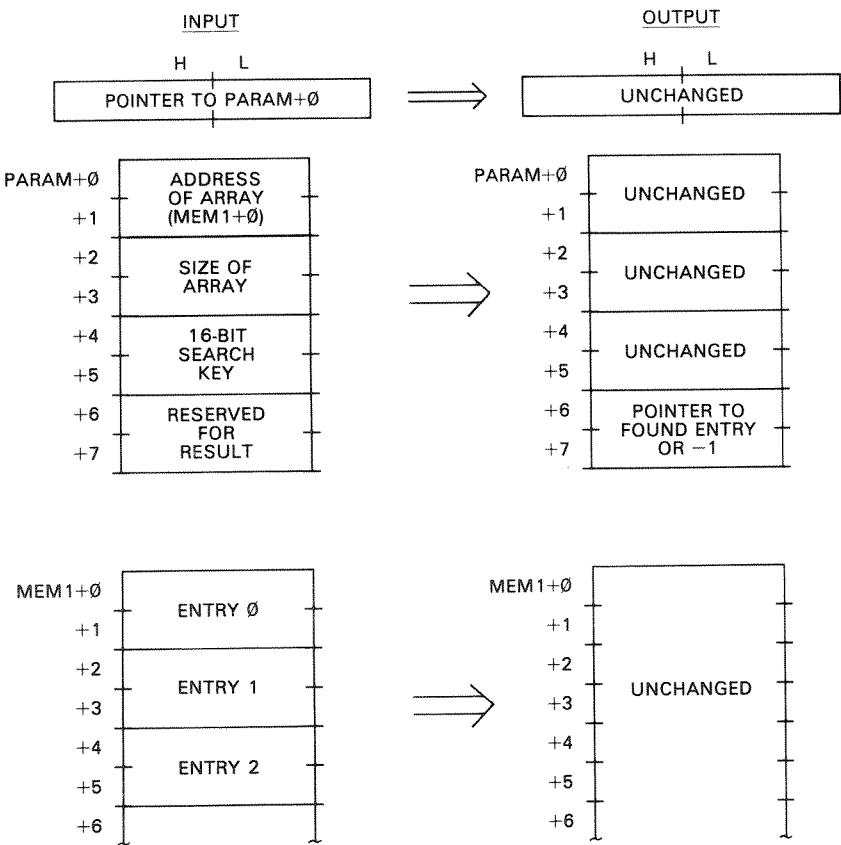 INPUT
H L
POINTER TO PARAM+Ø
OUTPUT
H L
UNCHANGED
PARAM+Ø
+1
+2
+3
+4
+5
+6
+7
ADDRESS
OF ARRAY
(MEM1+Ø)
SIZE OF
ARRAY
16-BIT
SEARCH
KEY
RESERVED
FOR
RESULT
PARAM+Ø
+1
+2
+3
+4
+5
+6
+7
UNCHANGED
UNCHANGED
UNCHANGED
POINTER TO
FOUND ENTRY
OR −1
MEM1+Ø
+1
+2
+3
+4
+5
+6
ENTRY Ø
ENTRY 1
ENTRY 2
MEM1+Ø
+1
+2
+3
+4
+5
+6
UNCHANGED